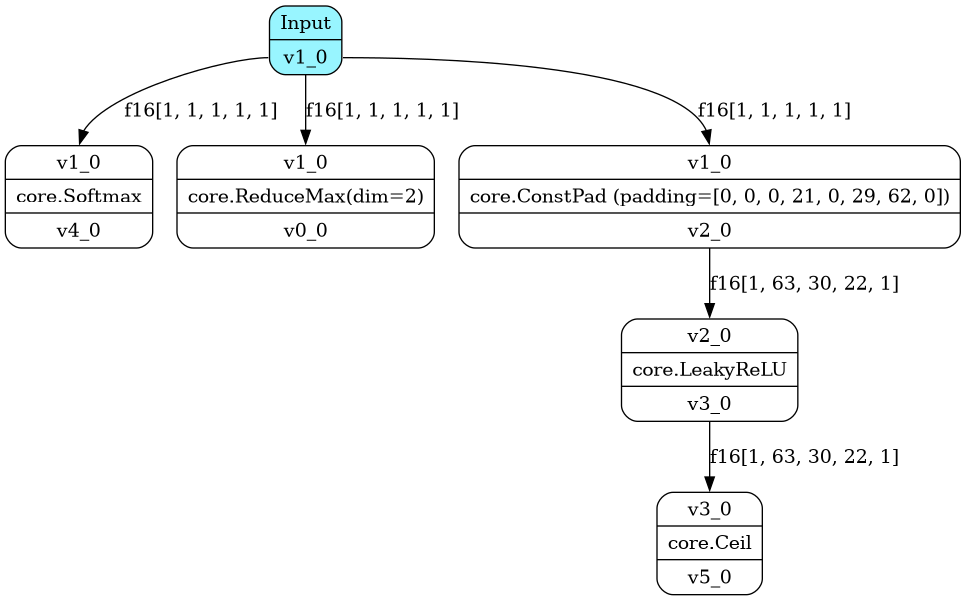 Input
v1_0
f16[1, 1, 1, 1, 1]
f16[1, 1, 1, 1, 1]
f16[1, 1, 1, 1, 1]
v1_0
core.Softmax
v4_0
v1_0
core.ReduceMax(dim=2)
v0_0
v1_0
core.ConstPad (padding=[0, 0, 0, 21, 0, 29, 62, 0])
v2_0
f16[1, 63, 30, 22, 1]
v2_0
core.LeakyReLU
v3_0
f16[1, 63, 30, 22, 1]
v3_0
core.Ceil
v5_0